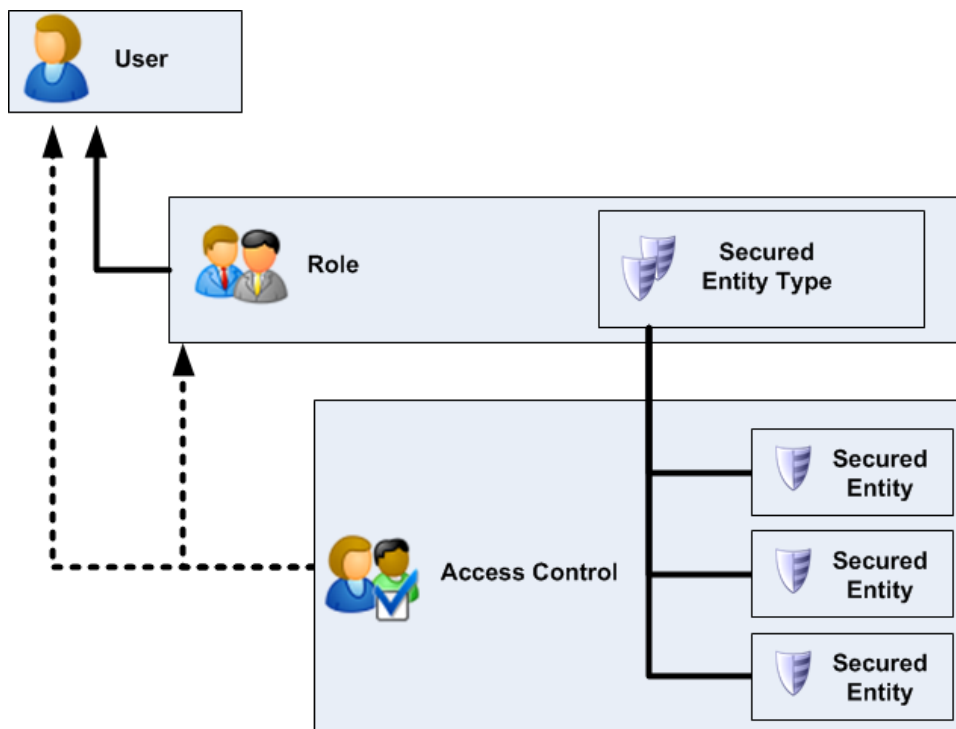 User
Role
Secured
Entity Type
Access Control
Secured
Entity
Secured
Entity
Secured
Entity